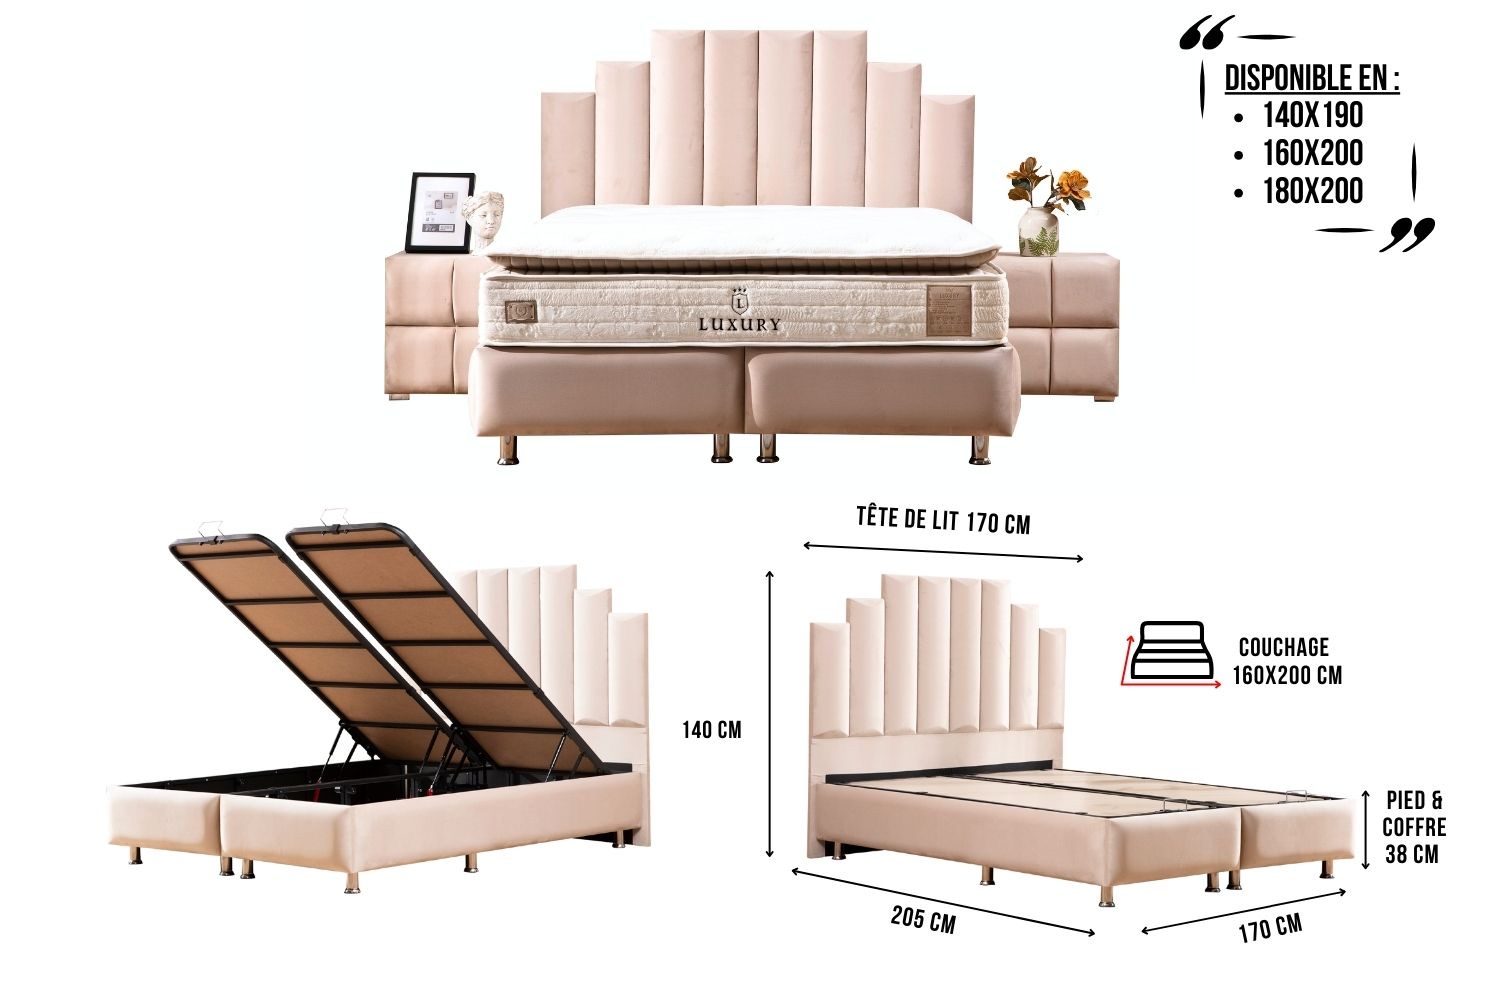 DISPONIBLE EN :
• 140X190
• 160X200
• 180X200
L
LUXURY
LUXURY
TÊTE DE LIT 170 CM
140 CM
COUCHAGE
160X200 CM
PIED &
COFFRE
38 CM
205 CM
170 CM